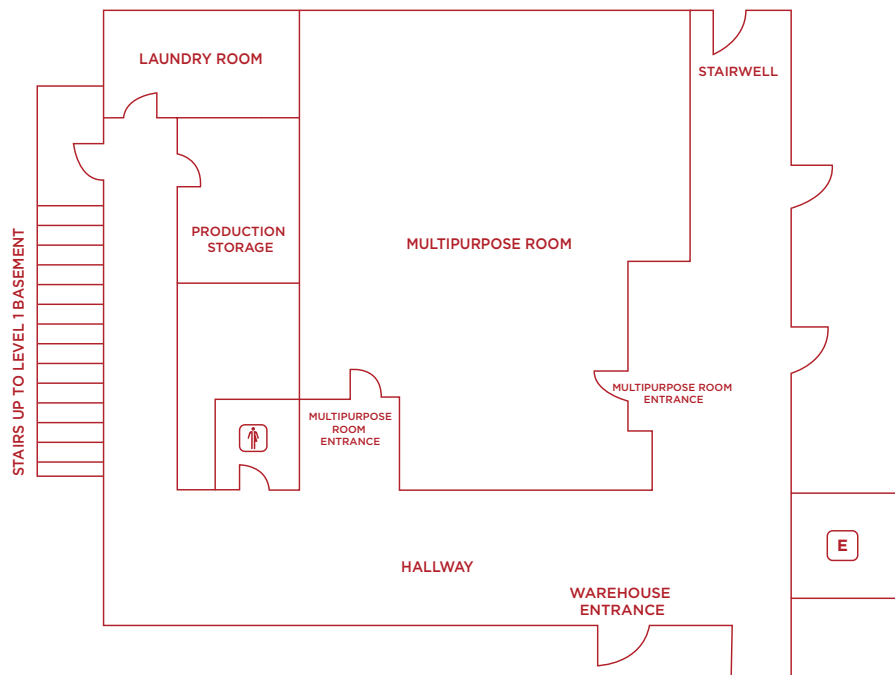 LAUNDRY ROOM
STAIRWELL
PRODUCTION
STORAGE
MULTIPURPOSE ROOM
STAIRS UP TO LEVEL 1 BASEMENT
MULTIPURPOSE ROOM
ENTRANCE
MULTIPURPOSE
ROOM
ENTRANCE
E
HALLWAY
WAREHOUSE
ENTRANCE